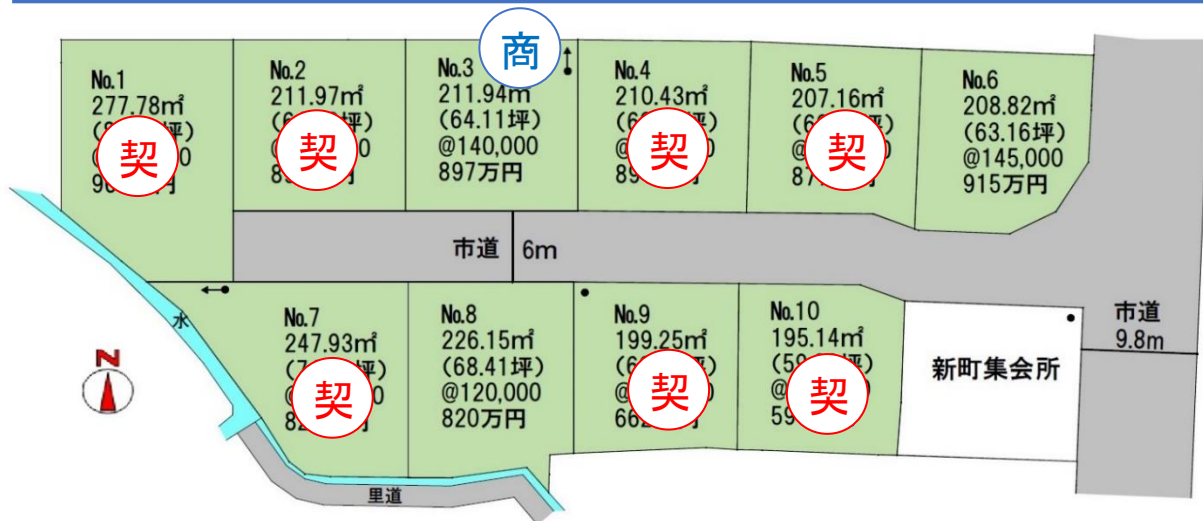 商
No.1
277.78㎡
契
No.2
211.97㎡
契
No.3
211.94㎡
(64.11坪)
@140,000
897万円
No.4
210.43㎡
契
No.5
207.16㎡
契
No.6
208.82㎡
(63.16坪)
@145,000
915万円
市道
6m
市道
9.8m
水
N
No.7
247.93㎡
契
No.8
226.15㎡
(68.41坪)
@120,000
820万円
No.9
199.25㎡
契
No.10
195.14㎡
契
新町集会所
里道